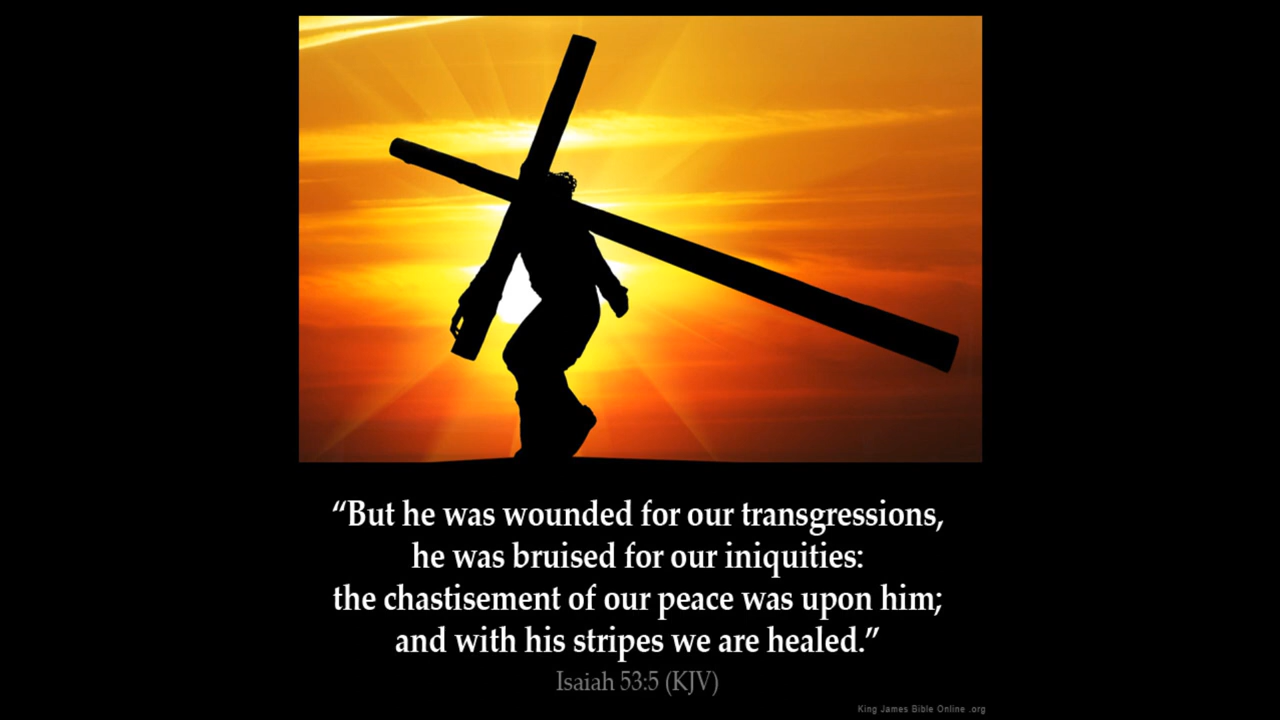 “But he was wounded for our transgressions,
he was bruised for our iniquities:
the chastisement of our peace was upon him;
and with his stripes we are healed.”
Isaiah 53:5 (KJV)
King James Bible Online .org